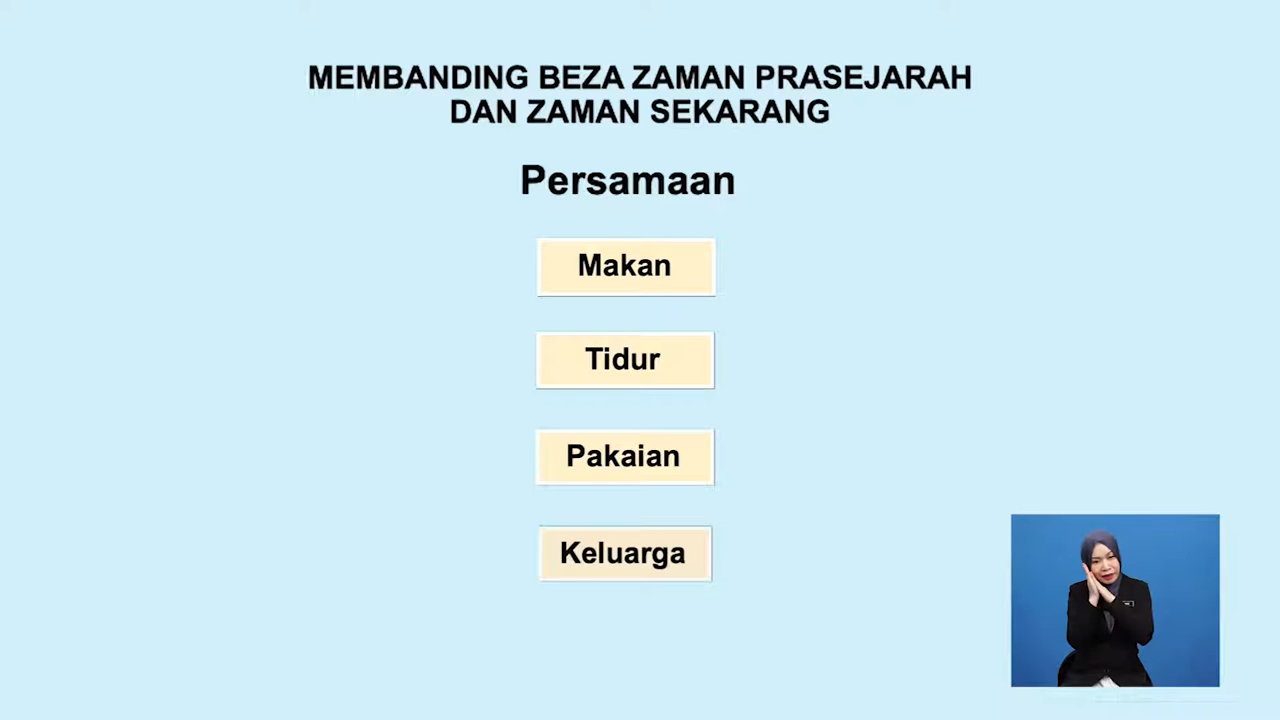 MEMBANDING BEZA ZAMAN PRASEJARAH
DAN ZAMAN SEKARANG
Persamaan
Makan
Tidur
Pakaian
Keluarga